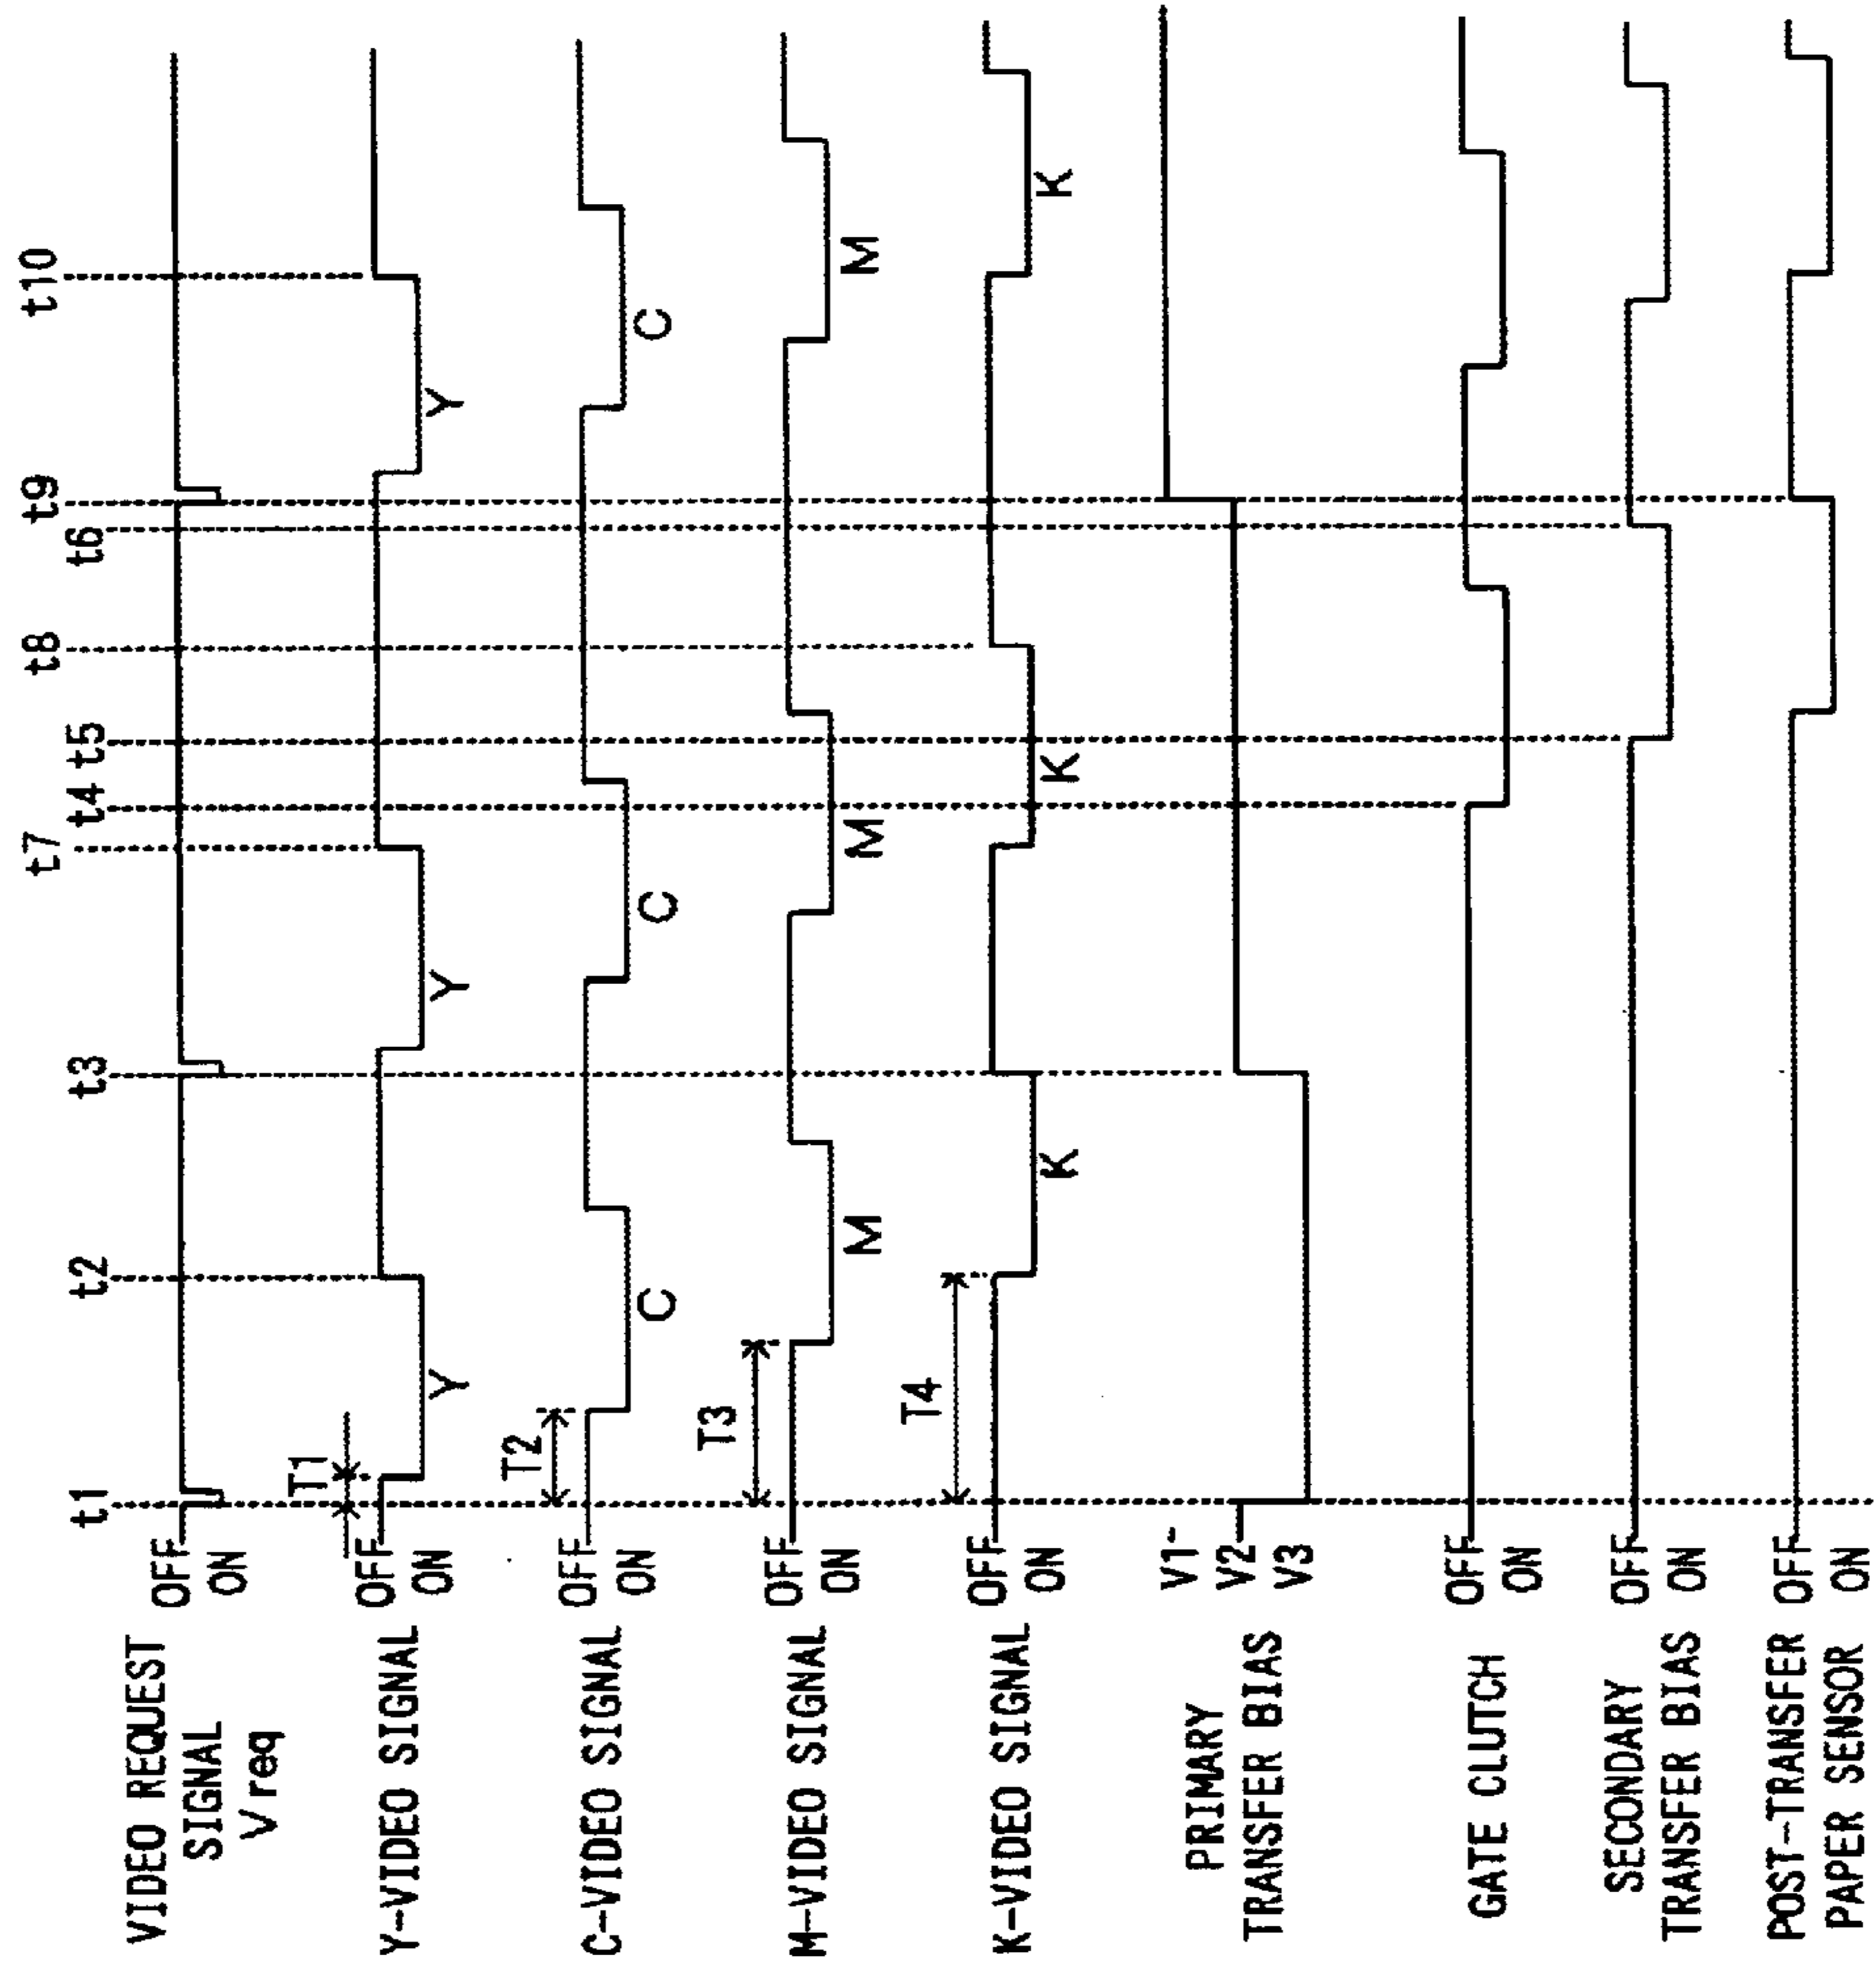 t1
t2
t3
t7
t4
t5
t8
t6
t9
t10
VIDEO REQUEST
SIGNAL
Vreq
OFF
ON
T1
Y-VIDEO SIGNAL
OFF
ON
Y
Y
Y
T2
C-VIDEO SIGNAL
OFF
ON
C
C
C
T3
M-VIDEO SIGNAL
OFF
ON
M
M
M
T4
K-VIDEO SIGNAL
OFF
ON
K
K
K
PRIMARY
TRANSFER BIAS
V1
V2
V3
GATE CLUTCH
OFF
ON
SECONDARY
TRANSFER BIAS
OFF
ON
POST-TRANSFER
PAPER SENSOR
OFF
ON